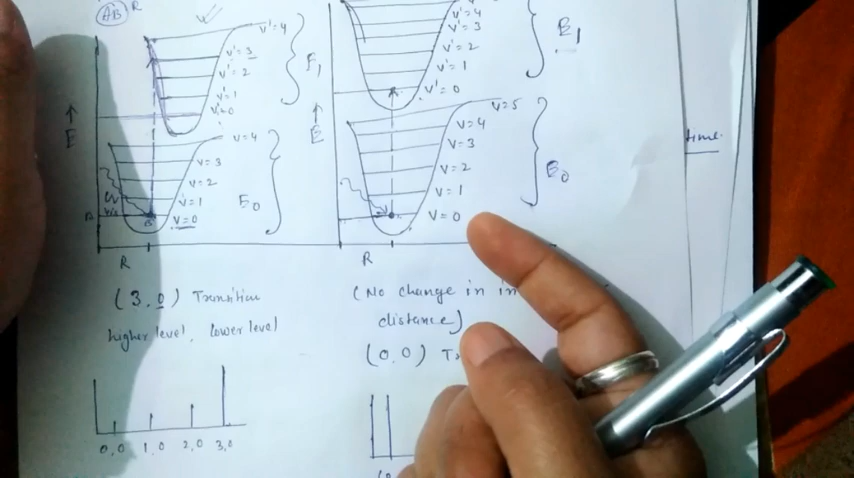 AB R
v'=4
v'=3
v'=2
v'=1
v'=0
E₁
E
v=4
v=3
v=2
v=1
v=0
E₀
R
v'=4
v'=3
v'=2
v'=1
v'=0
E₁
E
v=5
v=4
v=3
v=2
v=1
v=0
E₀
R
time
(3,0) Transition
higher level, lower level
0,0 1,0 2,0 3,0
(No change in
distance)
(0,0)